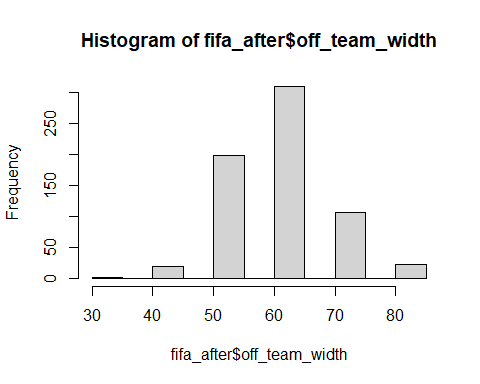 Histogram of fifa_after$off_team_width
Frequency
250
150
50
0
30 40 50 60 70 80
fifa_after$off_team_width